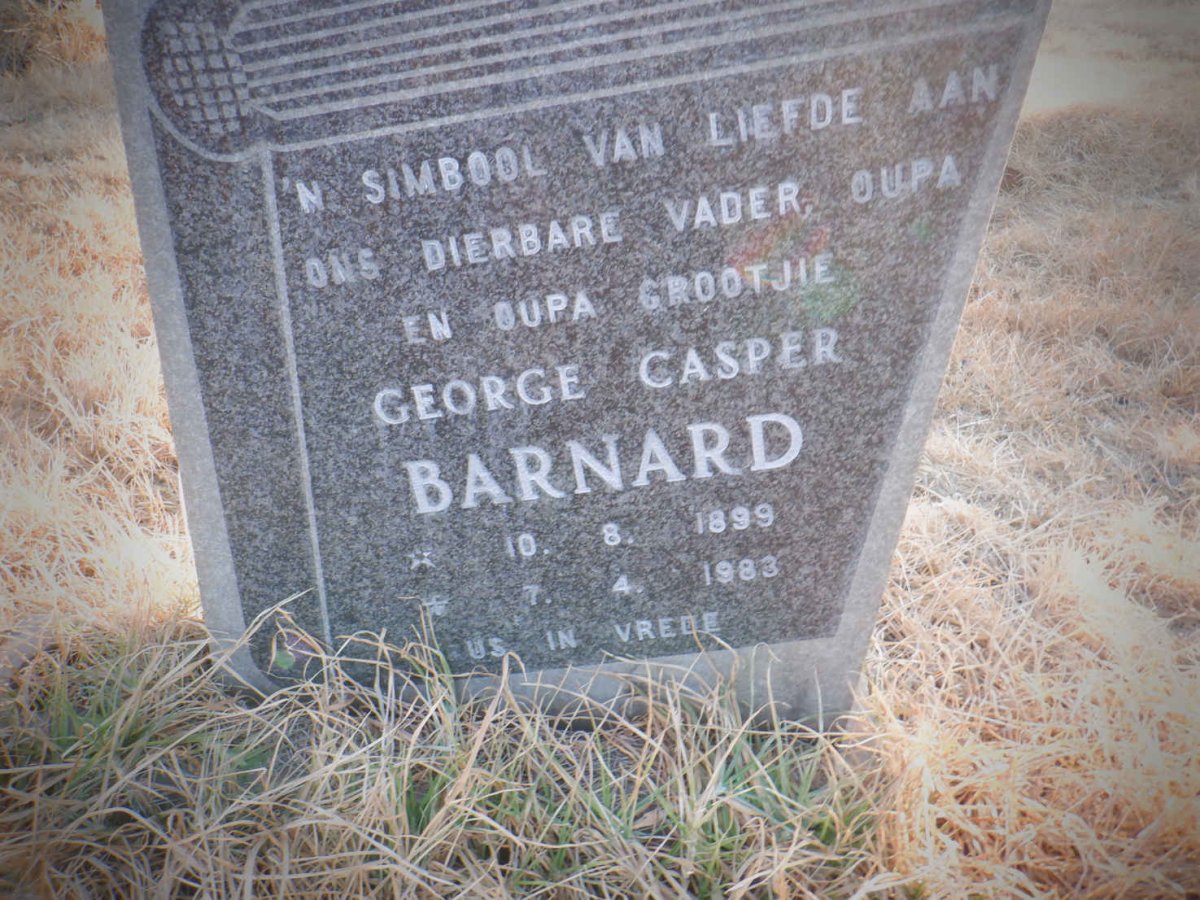 'N SIMBOOL VAN LIEFDE AAN
ONS DIERBARE VADER, OUPA
EN OUPA GROOTJIE
GEORGE CASPER
BARNARD
☆ 10. 8. 1899
7. 4. 1983
US IN VREDE